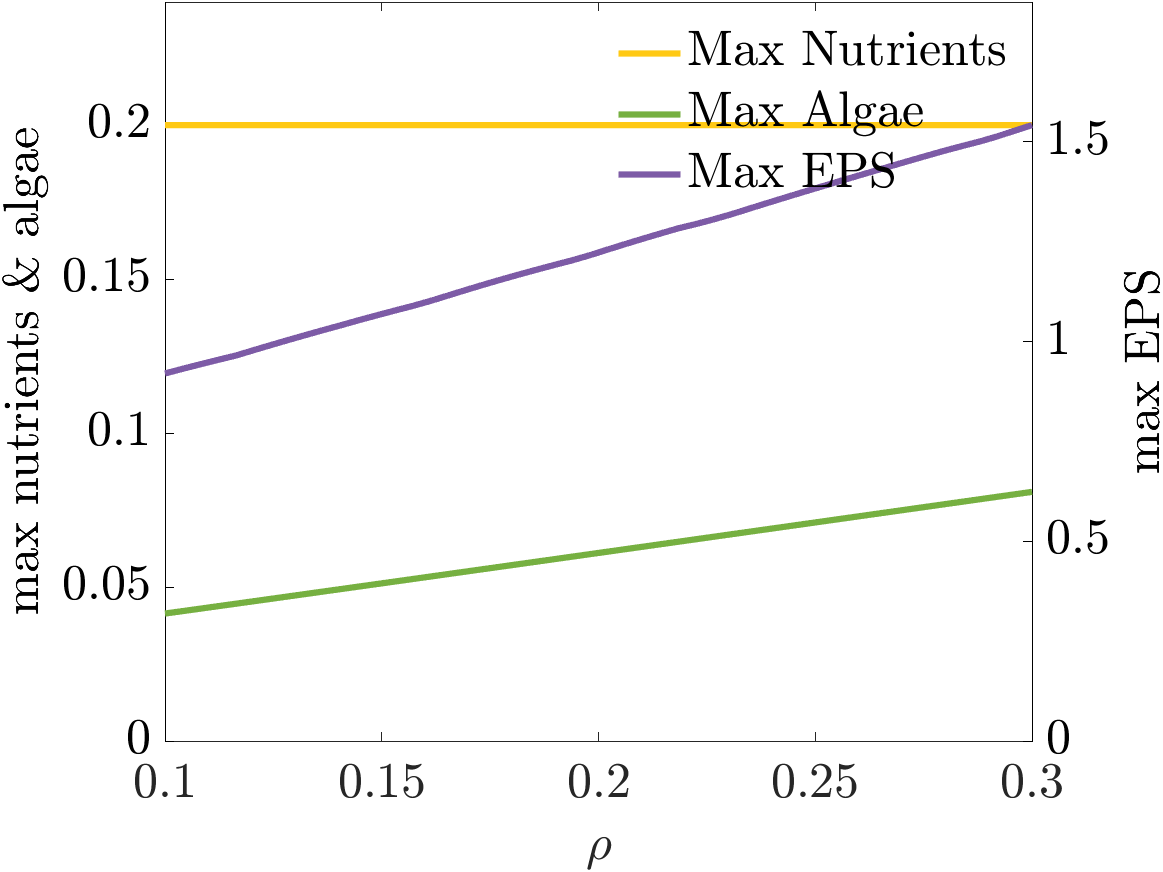 Max Nutrients
Max Algae
Max EPS
max nutrients & algae
0.2
0.15
0.1
0.05
0
max EPS
1.5
1
0.5
0
0.1 0.15 0.2 0.25 0.3
ρ